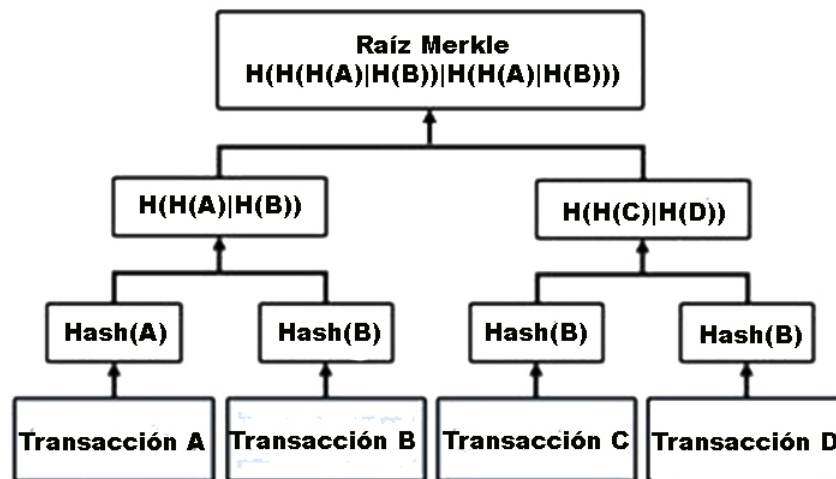 Raíz Merkle
H(H(H(A)|H(B))|H(H(A)|H(B)))
H(H(A)|H(B))
H(H(C)|H(D))
Hash(A)
Hash(B)
Hash(B)
Hash(B)
Transacción A
Transacción B
Transacción C
Transacción D